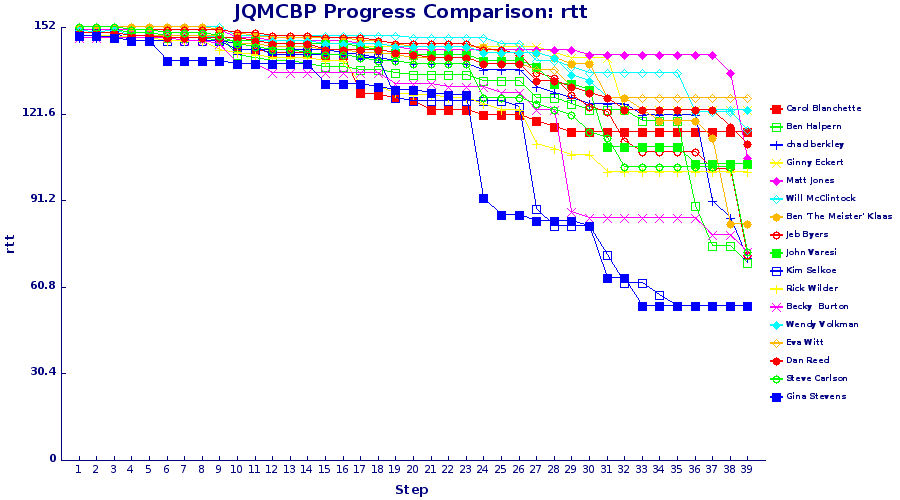 JQMCBP Progress Comparison: rtt
152
121.6
91.2
60.8
30.4
0
rtt
1 2 3 4 5 6 7 8 9 10 11 12 13 14 15 16 17 18 19 20 21 22 23 24 25 26 27 28 29 30 31 32 33 34 35 36 37 38 39
Step
Carol Blanchette
Ben Halpern
chad berkley
Ginny Eckert
Matt Jones
Will McClintock
Ben 'The Meister' Klaas
Jeb Byers
John Varesi
Kim Selkoe
Rick Wilder
Becky Burton
Wendy Volkman
Eva Witt
Dan Reed
Steve Carlson
Gina Stevens